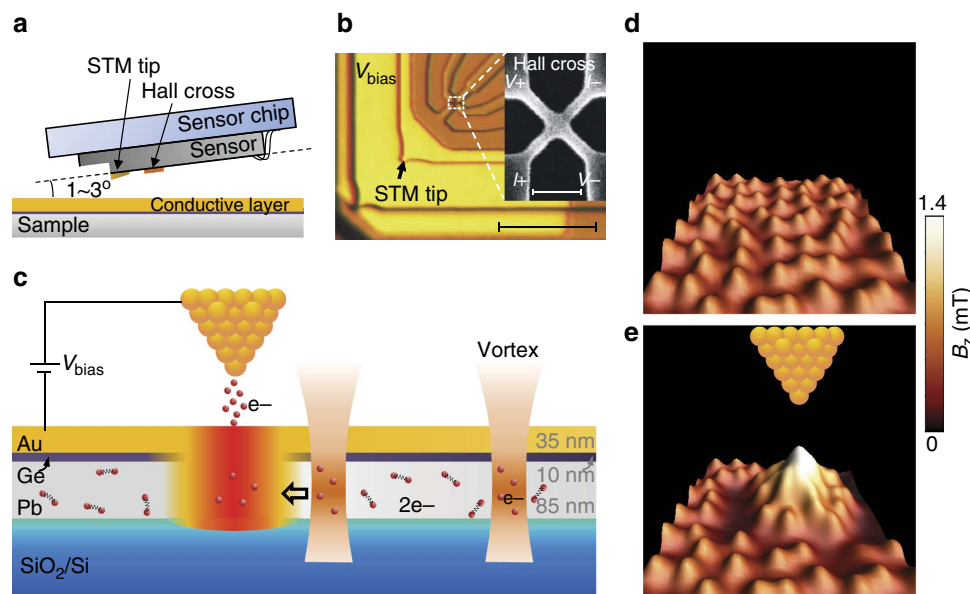 a
STM tip
Hall cross
Sensor chip
Sensor
1~3°
Conductive layer
Sample
b
V_bias
Hall cross
V+
I−
I+
V−
STM tip
c
V_bias
e−
Vortex
Au
35 nm
Ge
10 nm
Pb
2e−
e−
85 nm
SiO₂/Si
d
1.4
B_z (mT)
0
e